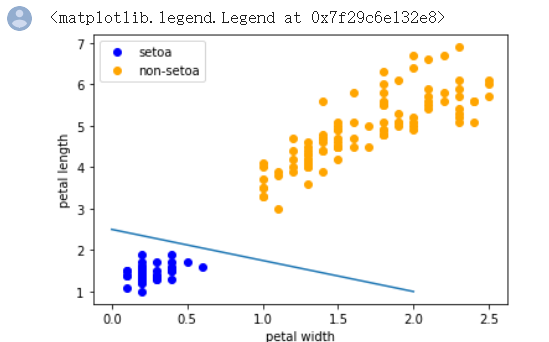 <matplotlib.legend.Legend at 0x7f29c6e132e8>
setoa
non-setoa
7
6
5
4
3
2
1
petal length
0.0 0.5 1.0 1.5 2.0 2.5
petal width